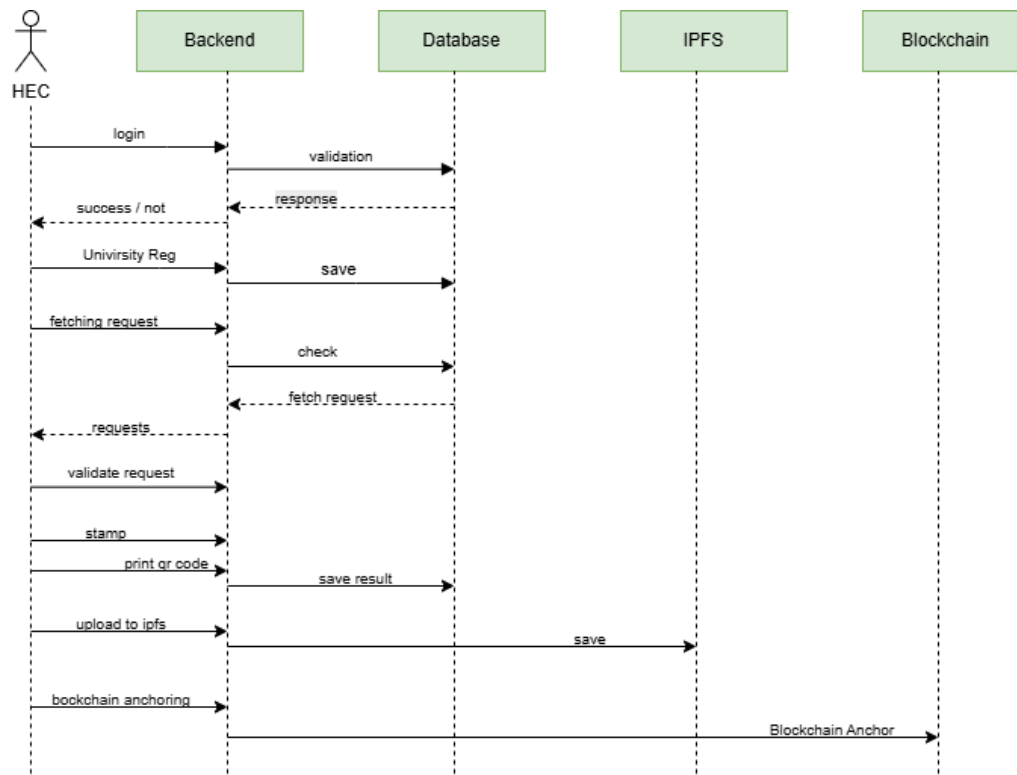 Backend
Database
IPFS
Blockchain
HEC
login
validation
response
success / not
Univirsity Reg
save
fetching request
check
fetch request
requests
validate request
stamp
print qr code
save result
upload to ipfs
save
bockchain anchoring
Blockchain Anchor